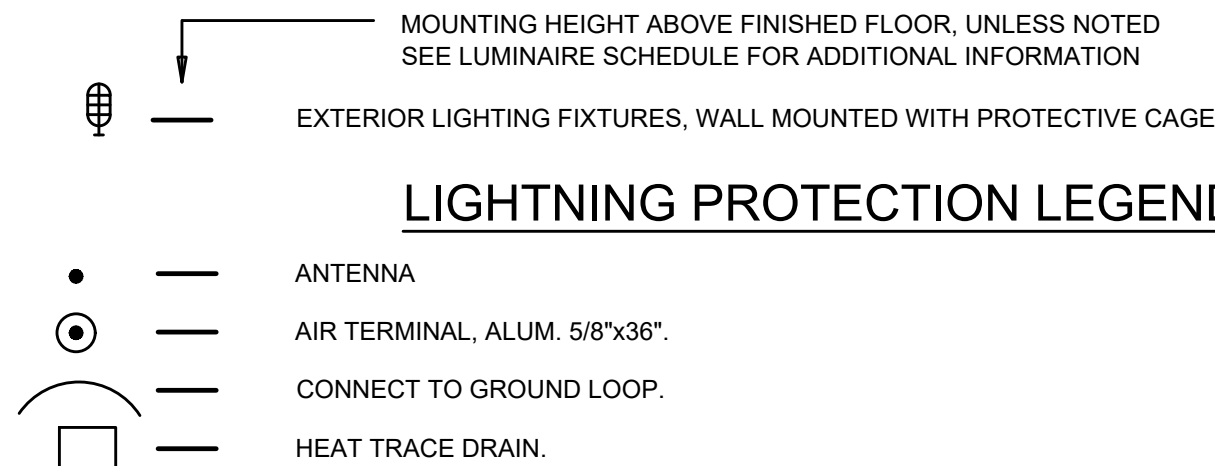 MOUNTING HEIGHT ABOVE FINISHED FLOOR, UNLESS NOTED
SEE LUMINAIRE SCHEDULE FOR ADDITIONAL INFORMATION
EXTERIOR LIGHTING FIXTURES, WALL MOUNTED WITH PROTECTIVE CAGE
LIGHTNING PROTECTION LEGEND
ANTENNA
AIR TERMINAL, ALUM. 5/8"x36".
CONNECT TO GROUND LOOP.
HEAT TRACE DRAIN.